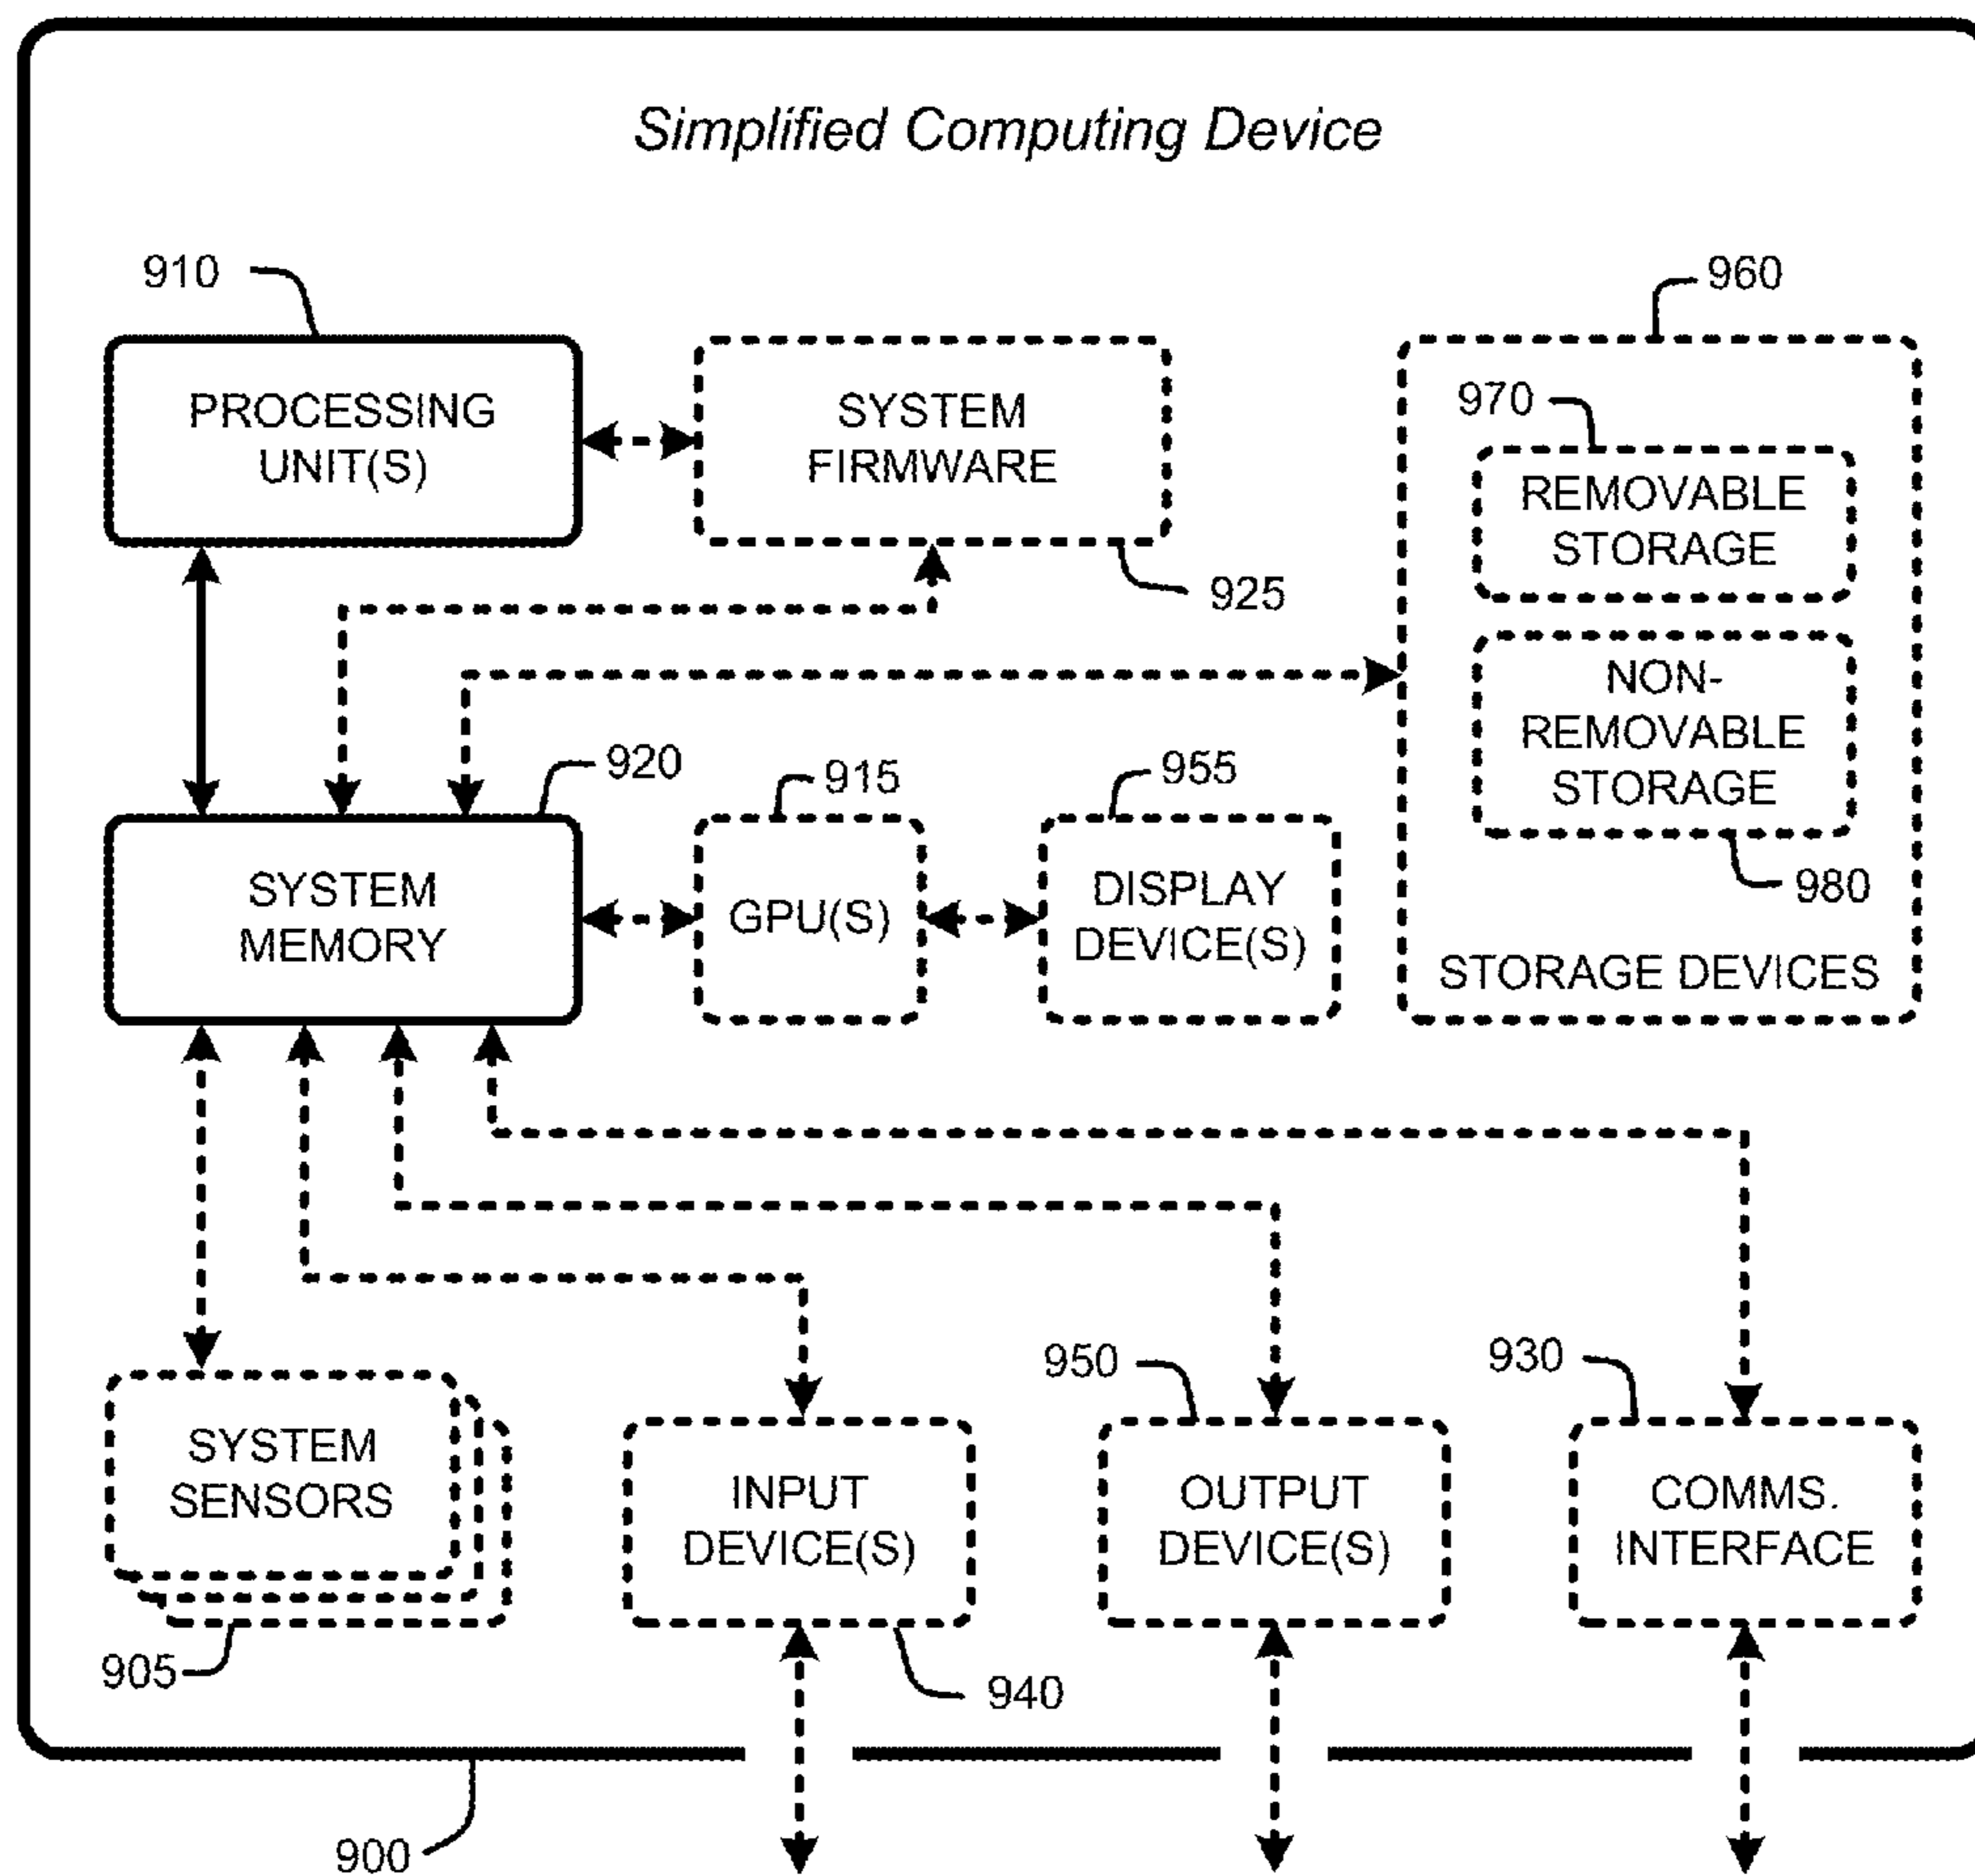 Simplified Computing Device
910
960
PROCESSING
UNIT(S)
SYSTEM
FIRMWARE
925
970
REMOVABLE
STORAGE
NON-
REMOVABLE
STORAGE
980
STORAGE DEVICES
920
915
955
SYSTEM
MEMORY
GPU(S)
DISPLAY
DEVICE(S)
950
930
SYSTEM
SENSORS
INPUT
DEVICE(S)
OUTPUT
DEVICE(S)
COMMS.
INTERFACE
905
940
900